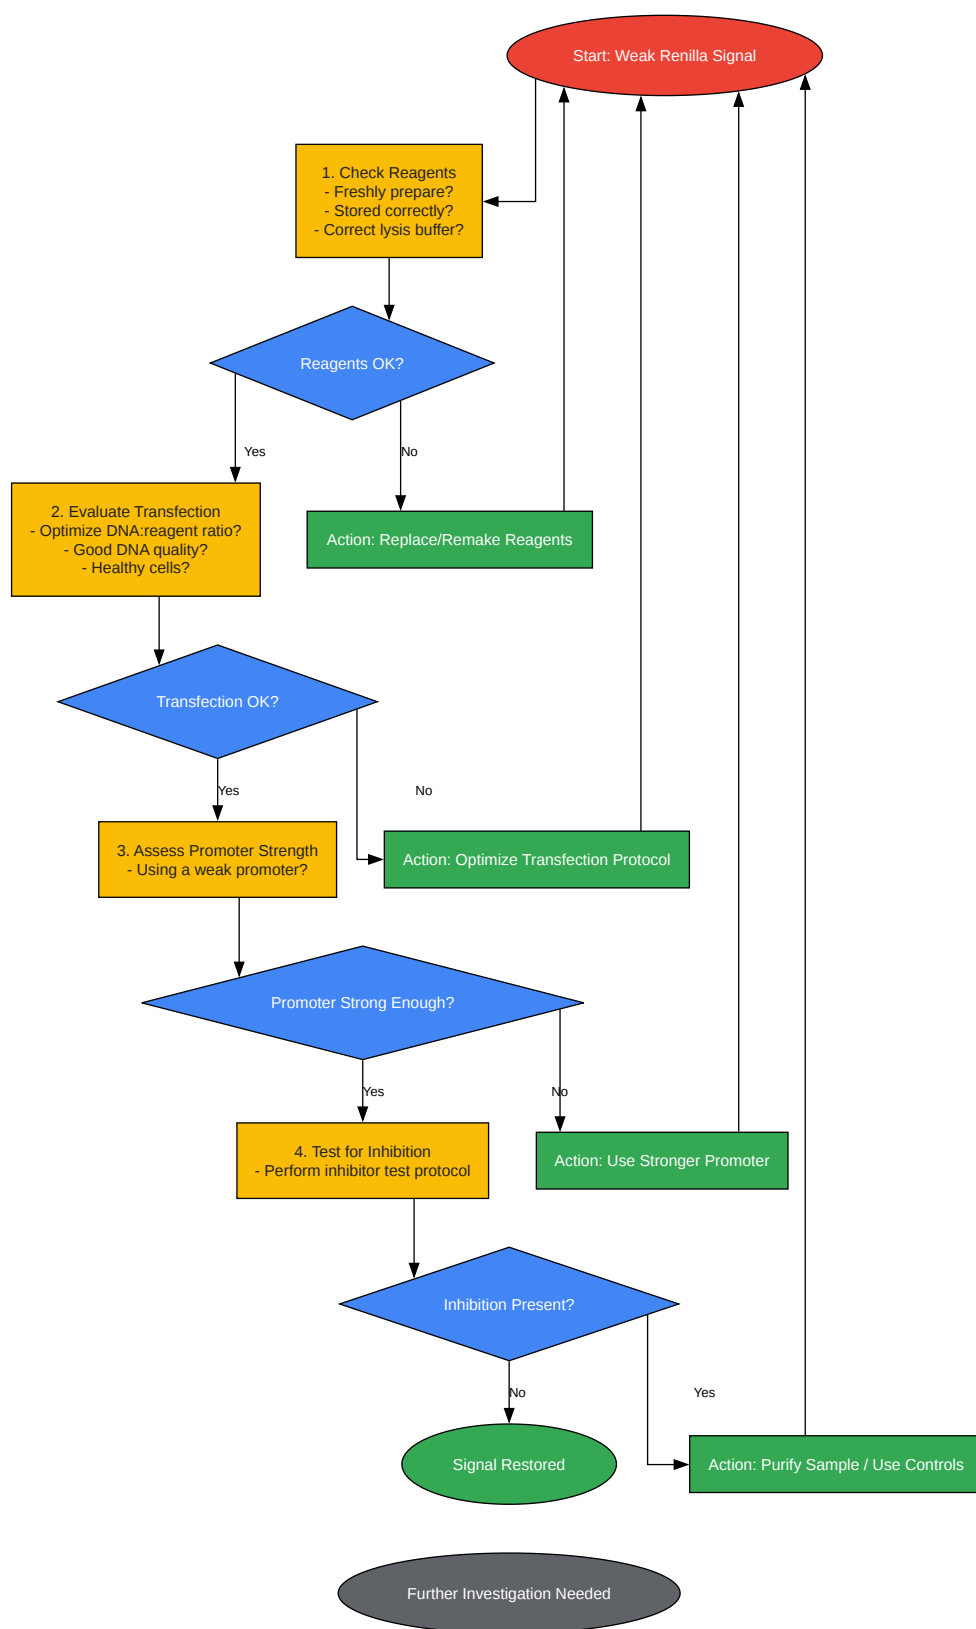 Start: Weak Renilla Signal
1. Check Reagents
- Freshly prepare?
- Stored correctly?
- Correct lysis buffer?
Reagents OK?
Yes
No
2. Evaluate Transfection
- Optimize DNA:reagent ratio?
- Good DNA quality?
- Healthy cells?
Action: Replace/Remake Reagents
Transfection OK?
Yes
No
3. Assess Promoter Strength
- Using a weak promoter?
Action: Optimize Transfection Protocol
Promoter Strong Enough?
Yes
No
4. Test for Inhibition
- Perform inhibitor test protocol
Action: Use Stronger Promoter
Inhibition Present?
No
Yes
Signal Restored
Action: Purify Sample / Use Controls
Further Investigation Needed